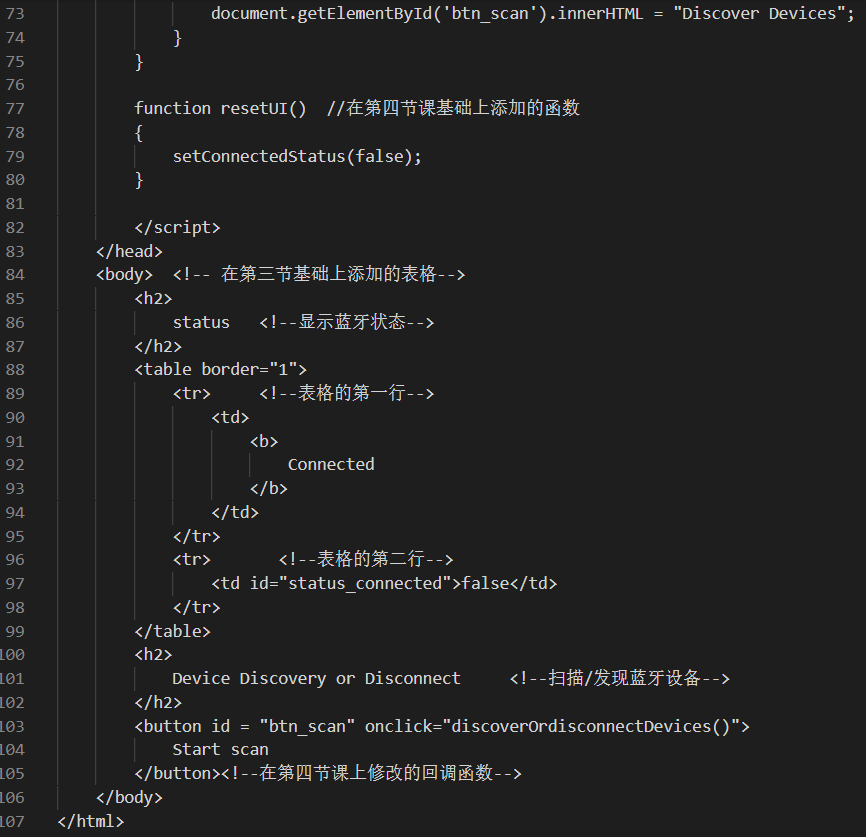 73 document.getElementById('btn_scan').innerHTML = "Discover Devices";
74 }
75 }
76
77 function resetUI() //在第四节课基础上添加的函数
78 {
79 setConnectedStatus(false);
80 }
81
82 </script>
83 </head>
84 <body> <!-- 在第三节基础上添加的表格-->
85 <h2>
86 status <!--显示蓝牙状态-->
87 </h2>
88 <table border="1">
89 <tr> <!--表格的第一行-->
90 <td>
91 <b>
92 Connected
93 </b>
94 </td>
95 </tr>
96 <tr> <!--表格的第二行-->
97 <td id="status_connected">false</td>
98 </tr>
99 </table>
100 <h2>
101 Device Discovery or Disconnect <!--扫描/发现蓝牙设备-->
102 </h2>
103 <button id = "btn_scan" onclick="discoverOrdisconnectDevices()">
104 Start scan
105 </button><!--在第四节课上修改的回调函数-->
106 </body>
107 </html>